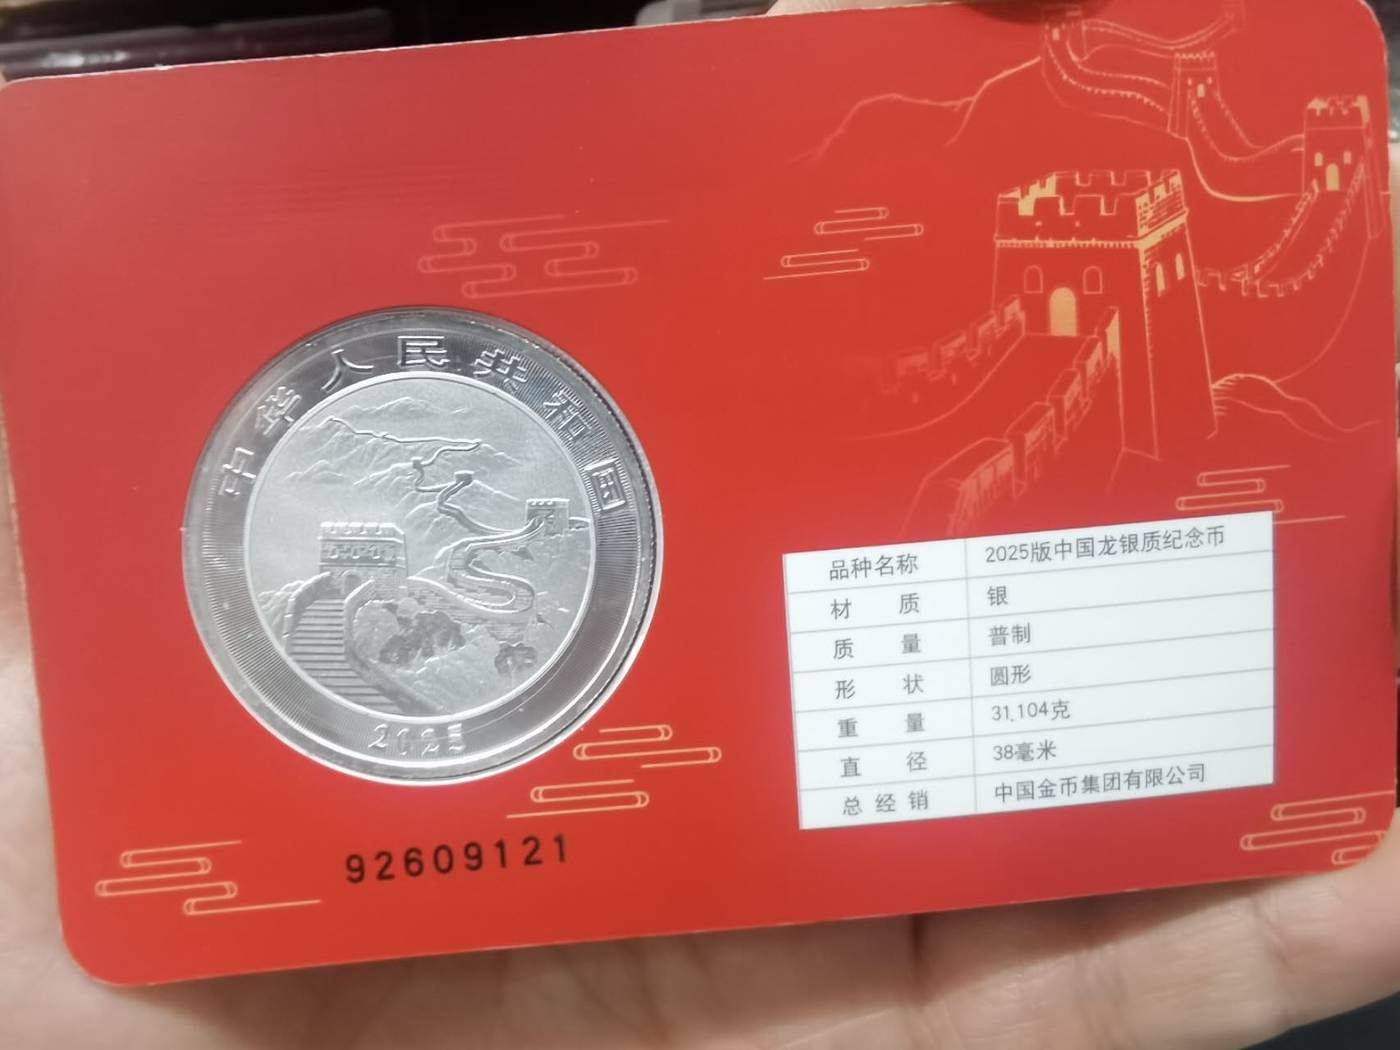 中华人民共和国
2025
92609121
品种名称 2025版中国龙银质纪念币
材 质 银
质 量 普制
形 状 圆形
重 量 31.104克
直 径 38毫米
总 经 销 中国金币集团有限公司